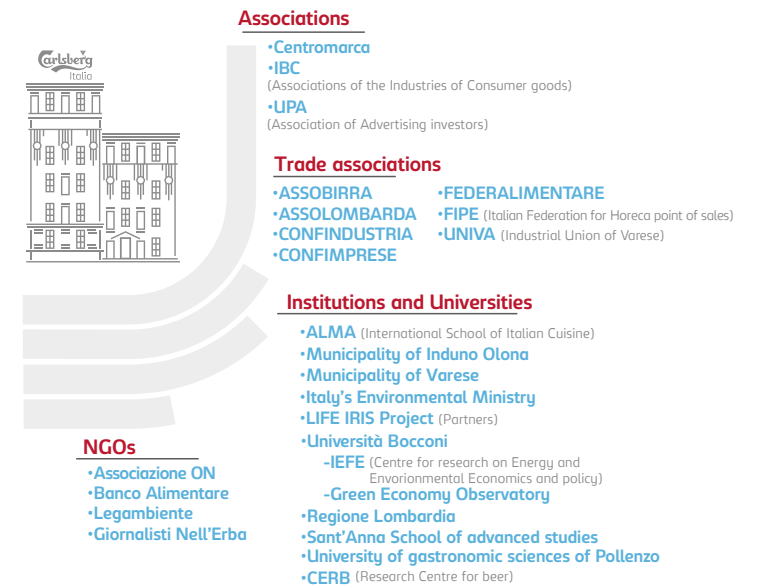 Carlsberg
Italia
Associations
•Centromarca
•IBC
(Associations of the Industries of Consumer goods)
•UPA
(Association of Advertising investors)
Trade associations
•ASSOBIRRA
•ASSOLOMBARDA
•CONFINDUSTRIA
•CONFIMPRESE
•FEDERALIMENTARE
•FIPE (Italian Federation for Horeca point of sales)
•UNIVA (Industrial Union of Varese)
Institutions and Universities
•ALMA (International School of Italian Cuisine)
•Municipality of Induno Olona
•Municipality of Varese
•Italy's Environmental Ministry
•LIFE IRIS Project (Partners)
•Università Bocconi
-IEFE (Centre for research on Energy and
Envorionmental Economics and policy)
-Green Economy Observatory
•Regione Lombardia
•Sant'Anna School of advanced studies
•University of gastronomic sciences of Pollenzo
•CERB (Research Centre for beer)
NGOs
•Associazione ON
•Banco Alimentare
•Legambiente
•Giornalisti Nell'Erba